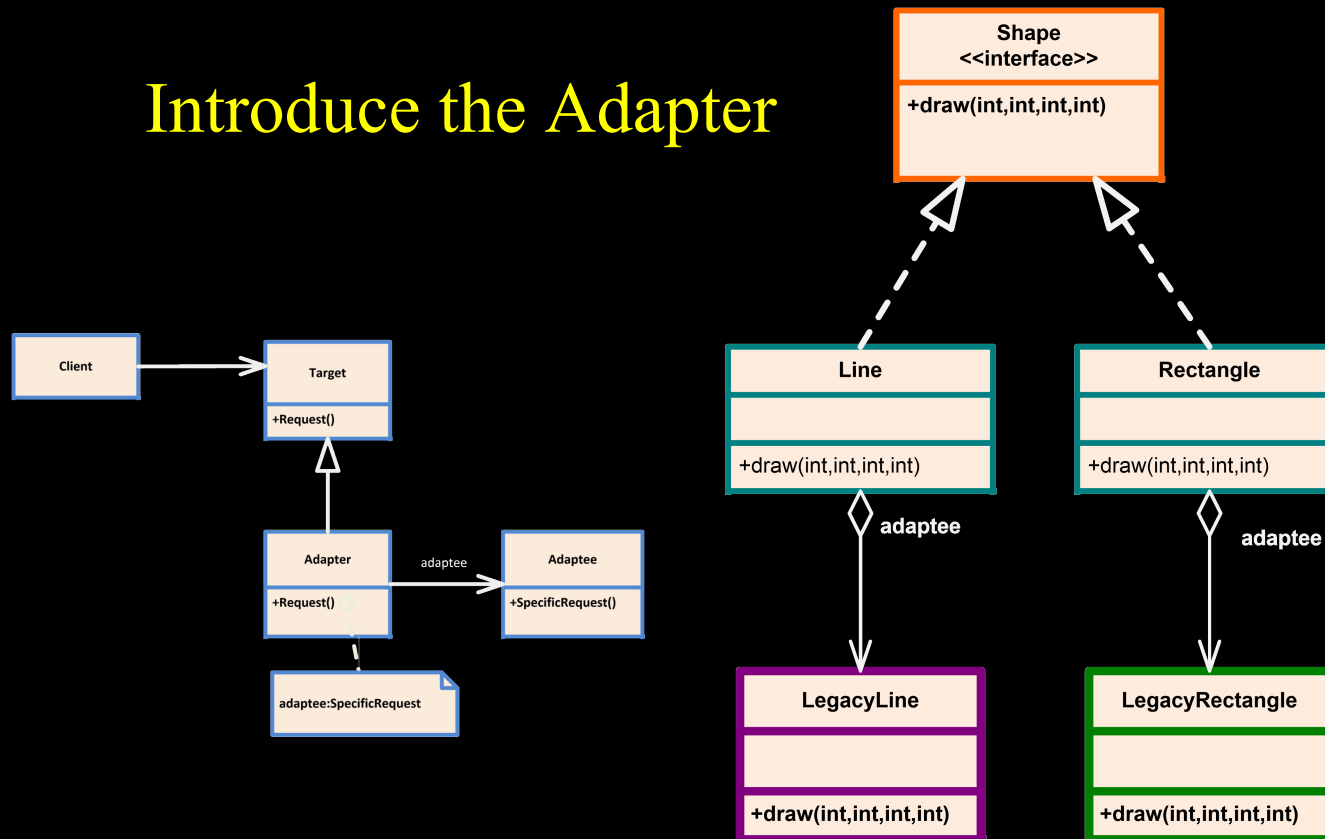 Introduce the Adapter
Shape
<<interface>>
+draw(int,int,int,int)
Client
Target
+Request()
Adapter
+Request()
adaptee
Adaptee
+SpecificRequest()
adaptee:SpecificRequest
Line
+draw(int,int,int,int)
adaptee
Rectangle
+draw(int,int,int,int)
adaptee
LegacyLine
+draw(int,int,int,int)
LegacyRectangle
+draw(int,int,int,int)